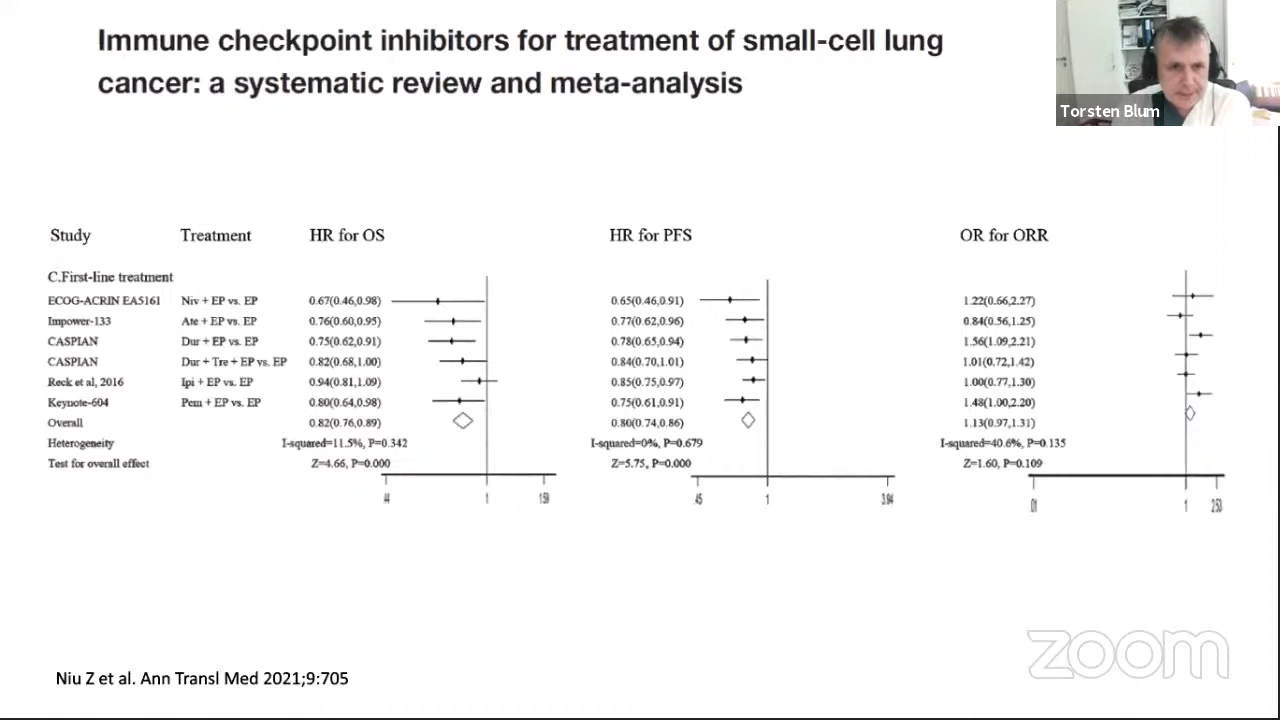 Immune checkpoint inhibitors for treatment of small-cell lung
cancer: a systematic review and meta-analysis
Torsten Blum
Study Treatment HR for OS HR for PFS OR for ORR
C.First-line treatment
ECOG-ACRIN EA5161 Niv + EP vs. EP 0.67(0.46,0.98) 0.65(0.46,0.91) 1.22(0.66,2.27)
Impower-133 Ate + EP vs. EP 0.76(0.60,0.95) 0.77(0.62,0.96) 0.84(0.56,1.25)
CASPIAN Dur + EP vs. EP 0.75(0.62,0.91) 0.78(0.65,0.94) 1.56(1.09,2.21)
CASPIAN Dur + Tre + EP vs. EP 0.82(0.68,1.00) 0.84(0.70,1.01) 1.01(0.72,1.42)
Reck et al, 2016 Ipi + EP vs. EP 0.94(0.81,1.09) 0.85(0.75,0.97) 1.00(0.77,1.30)
Keynote-604 Pem + EP vs. EP 0.80(0.64,0.98) 0.75(0.61,0.91) 1.48(1.00,2.20)
Overall 0.82(0.76,0.89) 0.80(0.74,0.86) 1.13(0.97,1.31)
Heterogeneity I-squared=11.5%, P=0.342 I-squared=0%, P=0.679 I-squared=40.6%, P=0.135
Test for overall effect Z=4.66, P=0.000 Z=5.75, P=0.000 Z=1.60, P=0.109
.44 1 1.59 .45 1 3.94 .01 1 2.53
zoom
Niu Z et al. Ann Transl Med 2021;9:705